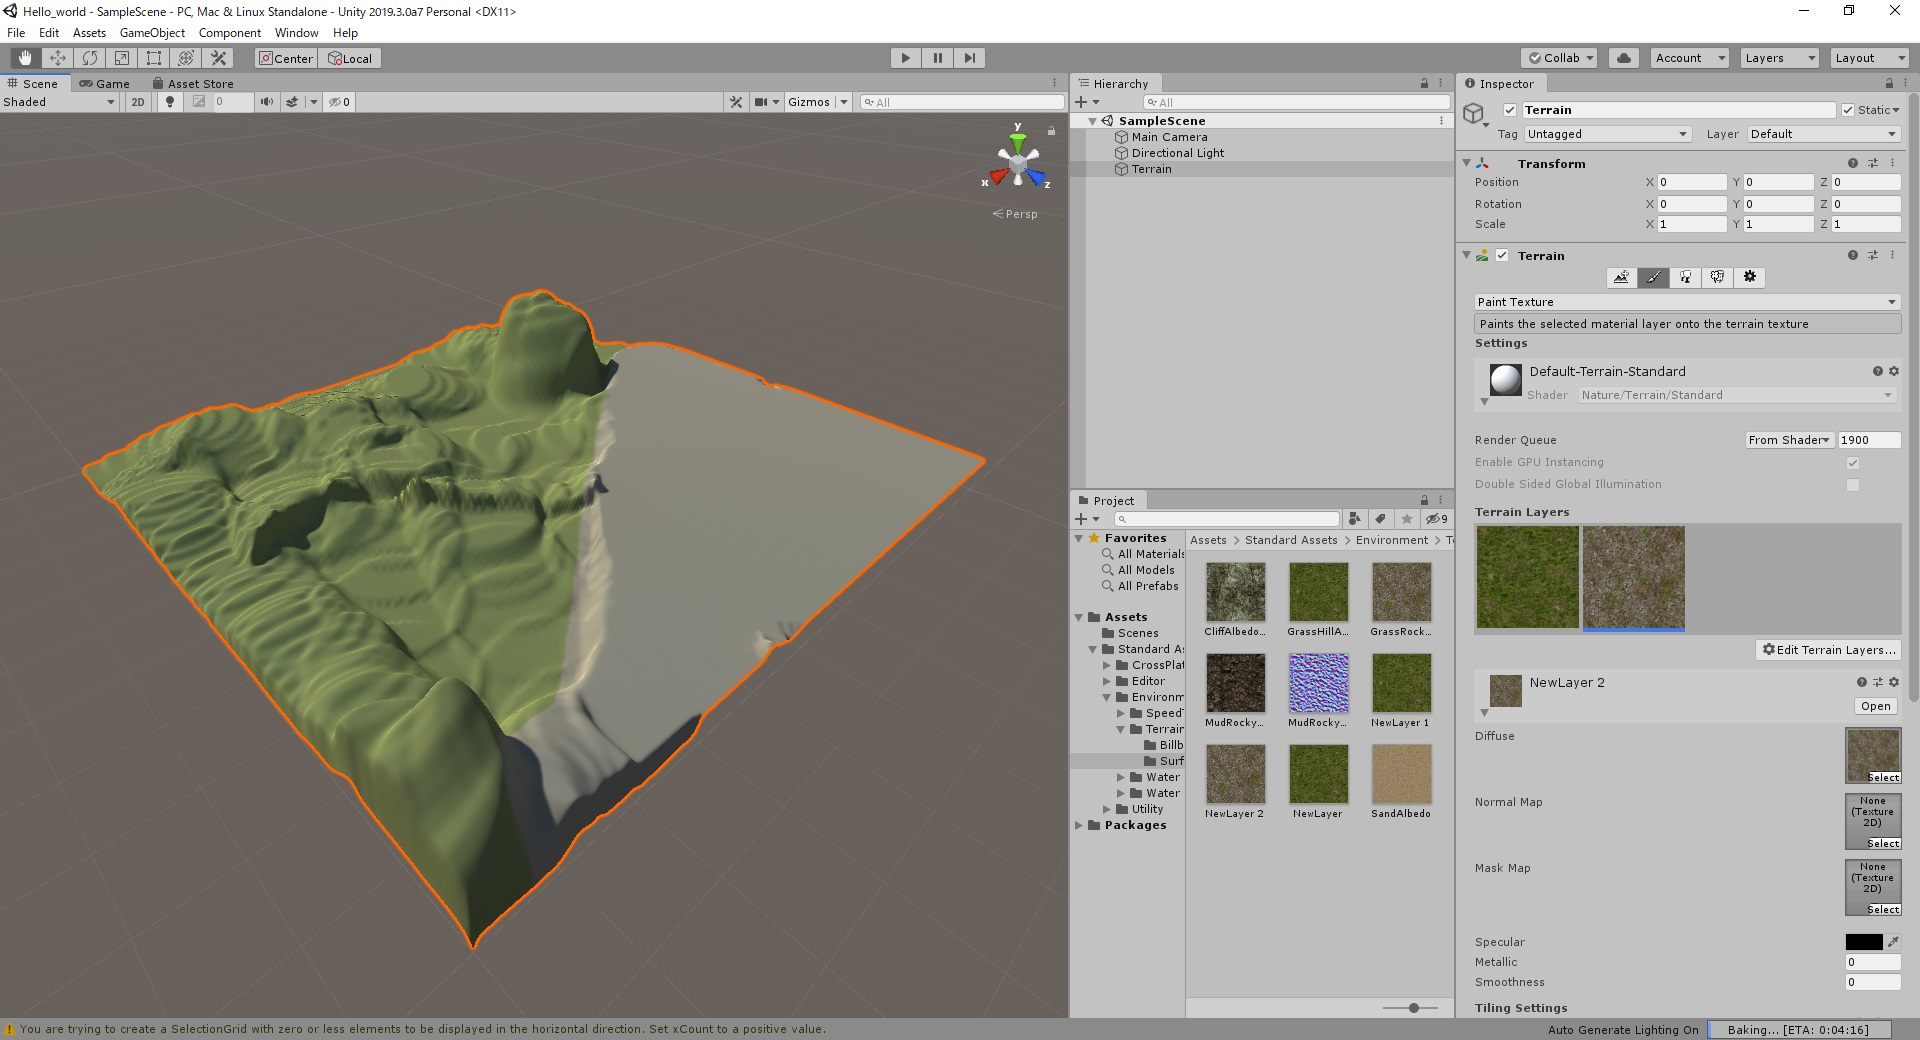 Hello_world - SampleScene - PC, Mac & Linux Standalone - Unity 2019.3.0a7 Personal <DX11>
File Edit Assets GameObject Component Window Help
Center Local
Collab Account Layers Layout
Scene Game Asset Store
Shaded 2D 0 0 Gizmos All
y
x
z
Persp
Hierarchy
All
SampleScene
Main Camera
Directional Light
Terrain
Project
9
Favorites
All Materials
All Models
All Prefabs
Assets
Scenes
Standard As
CrossPlat
Editor
Environm
Speed
Terrain
Billb
Surf
Water
Water
Utility
Packages
Assets > Standard Assets > Environment > T
CliffAlbedo... GrassHillA... GrassRock...
MudRocky... MudRocky... NewLayer 1
NewLayer 2 NewLayer SandAlbedo
Inspector
Terrain Static
Tag Untagged Layer Default
Transform
Position X 0 Y 0 Z 0
Rotation X 0 Y 0 Z 0
Scale X 1 Y 1 Z 1
Terrain
Paint Texture
Paints the selected material layer onto the terrain texture
Settings
Default-Terrain-Standard
Shader Nature/Terrain/Standard
Render Queue From Shader 1900
Enable GPU Instancing
Double Sided Global Illumination
Terrain Layers
Edit Terrain Layers...
NewLayer 2
Open
Diffuse
Select
Normal Map
None
(Texture
2D)
Select
Mask Map
None
(Texture
2D)
Select
Specular
Metallic 0
Smoothness 0
Tiling Settings
You are trying to create a SelectionGrid with zero or less elements to be displayed in the horizontal direction. Set xCount to a positive value.
Auto Generate Lighting On Baking... [ETA: 0:04:16]